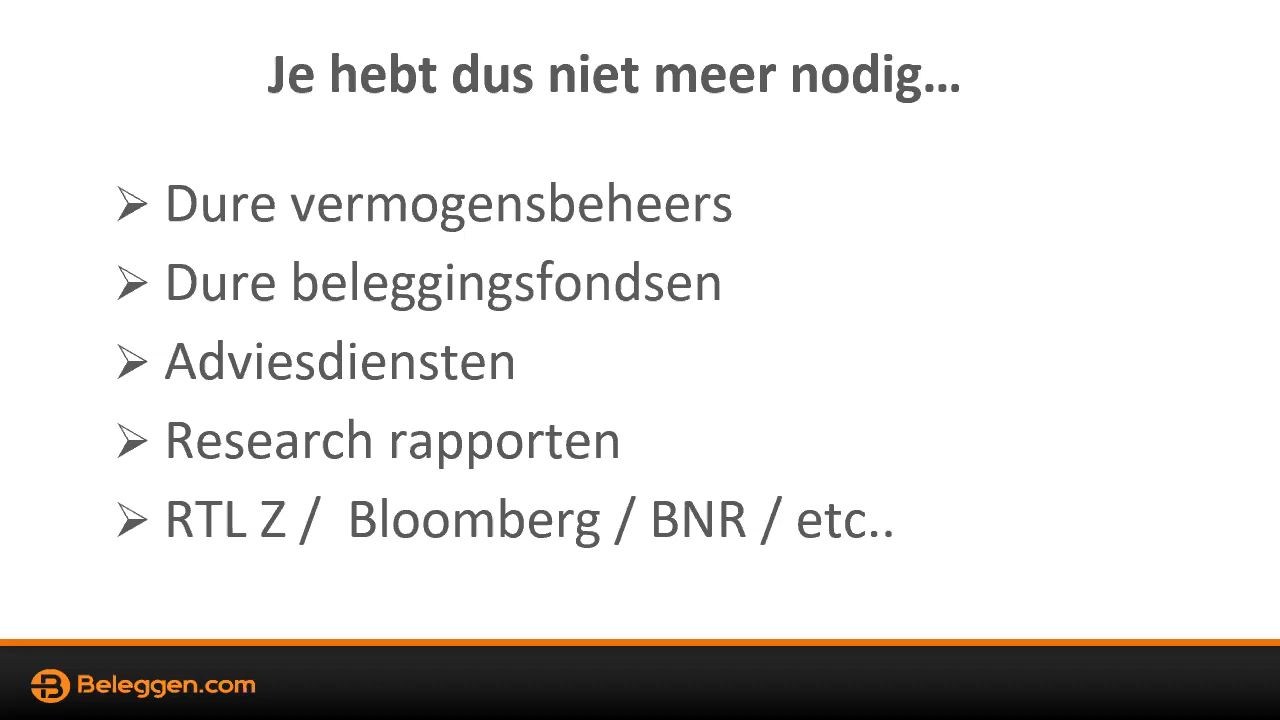 Je hebt dus niet meer nodig...
Dure vermogensbeheers
Dure beleggingsfondsen
Adviesdiensten
Research rapporten
RTL Z / Bloomberg / BNR / etc..
Beleggen.com